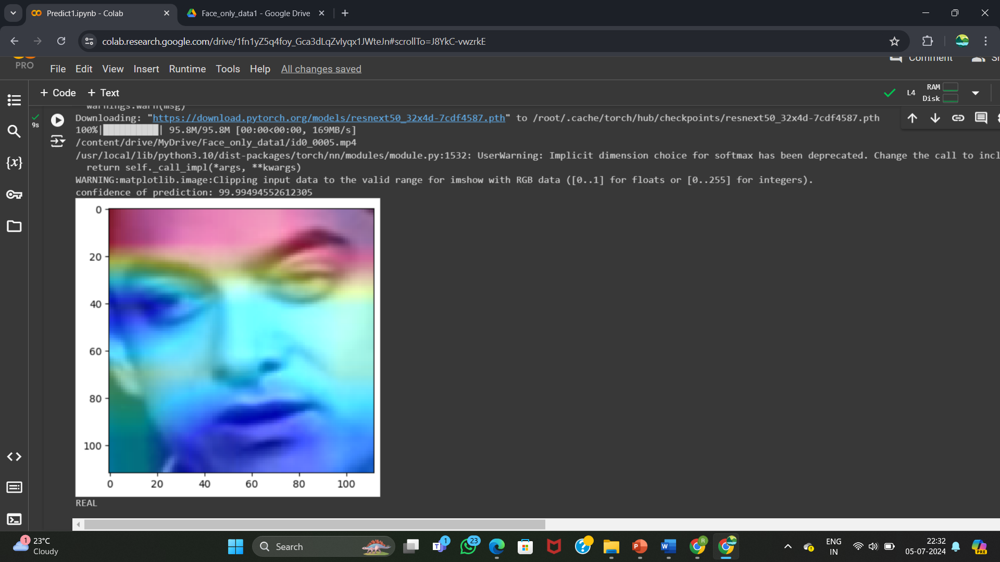 Predict1.ipynb - Colab
Face_only_data1 - Google Drive
colab.research.google.com/drive/1fn1yZ5q4foy_Gca3dLqZvIyqx1JWteJn#scrollTo=J8YkC-vwzrkE
PRO
File Edit View Insert Runtime Tools Help All changes saved
Comment
+ Code + Text
L4
RAM
Disk
warnings.warn(msg)
9s
Downloading: "https://download.pytorch.org/models/resnext50_32x4d-7cdf4587.pth" to /root/.cache/torch/hub/checkpoints/resnext50_32x4d-7cdf4587.pth
100%|██████████| 95.8M/95.8M [00:00<00:00, 169MB/s]
/content/drive/MyDrive/Face_only_data1/id0_0005.mp4
/usr/local/lib/python3.10/dist-packages/torch/nn/modules/module.py:1532: UserWarning: Implicit dimension choice for softmax has been deprecated. Change the call to incl
return self._call_impl(*args, **kwargs)
WARNING:matplotlib.image:Clipping input data to the valid range for imshow with RGB data ([0..1] for floats or [0..255] for integers).
confidence of prediction: 99.99494552612305
0
20
40
60
80
100
0 20 40 60 80 100
REAL
{x}
1
23°C
Cloudy
Search
1
23
R
ENG
IN
22:32
05-07-2024
PRE